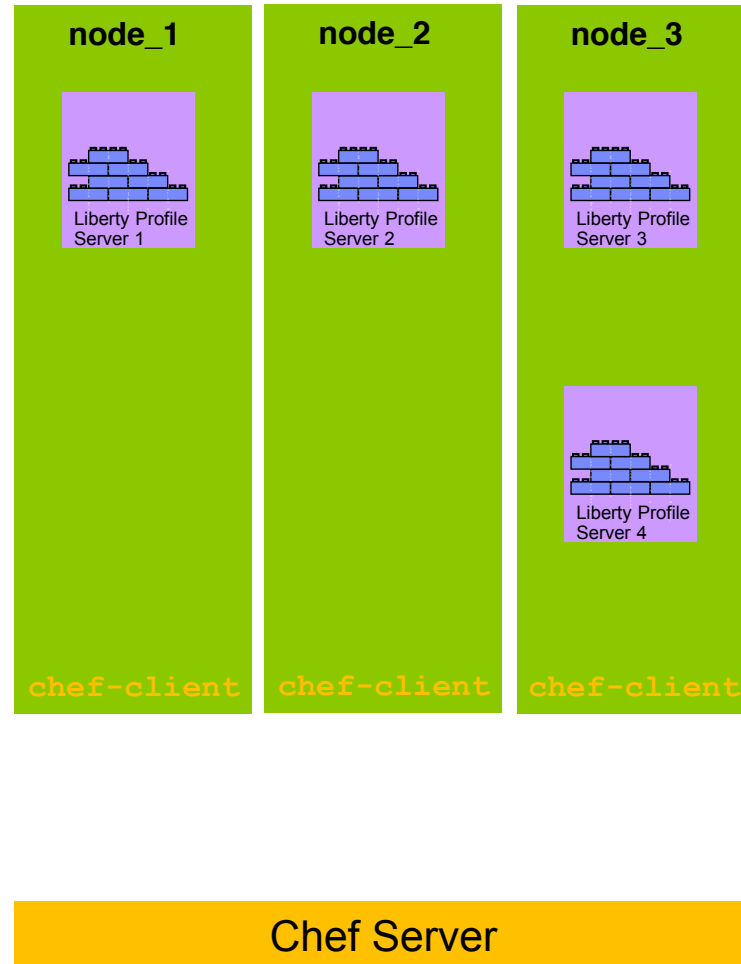 node_1
node_2
node_3
Liberty Profile
Server 1
Liberty Profile
Server 2
Liberty Profile
Server 3
Liberty Profile
Server 4
chef-client
chef-client
chef-client
Chef Server